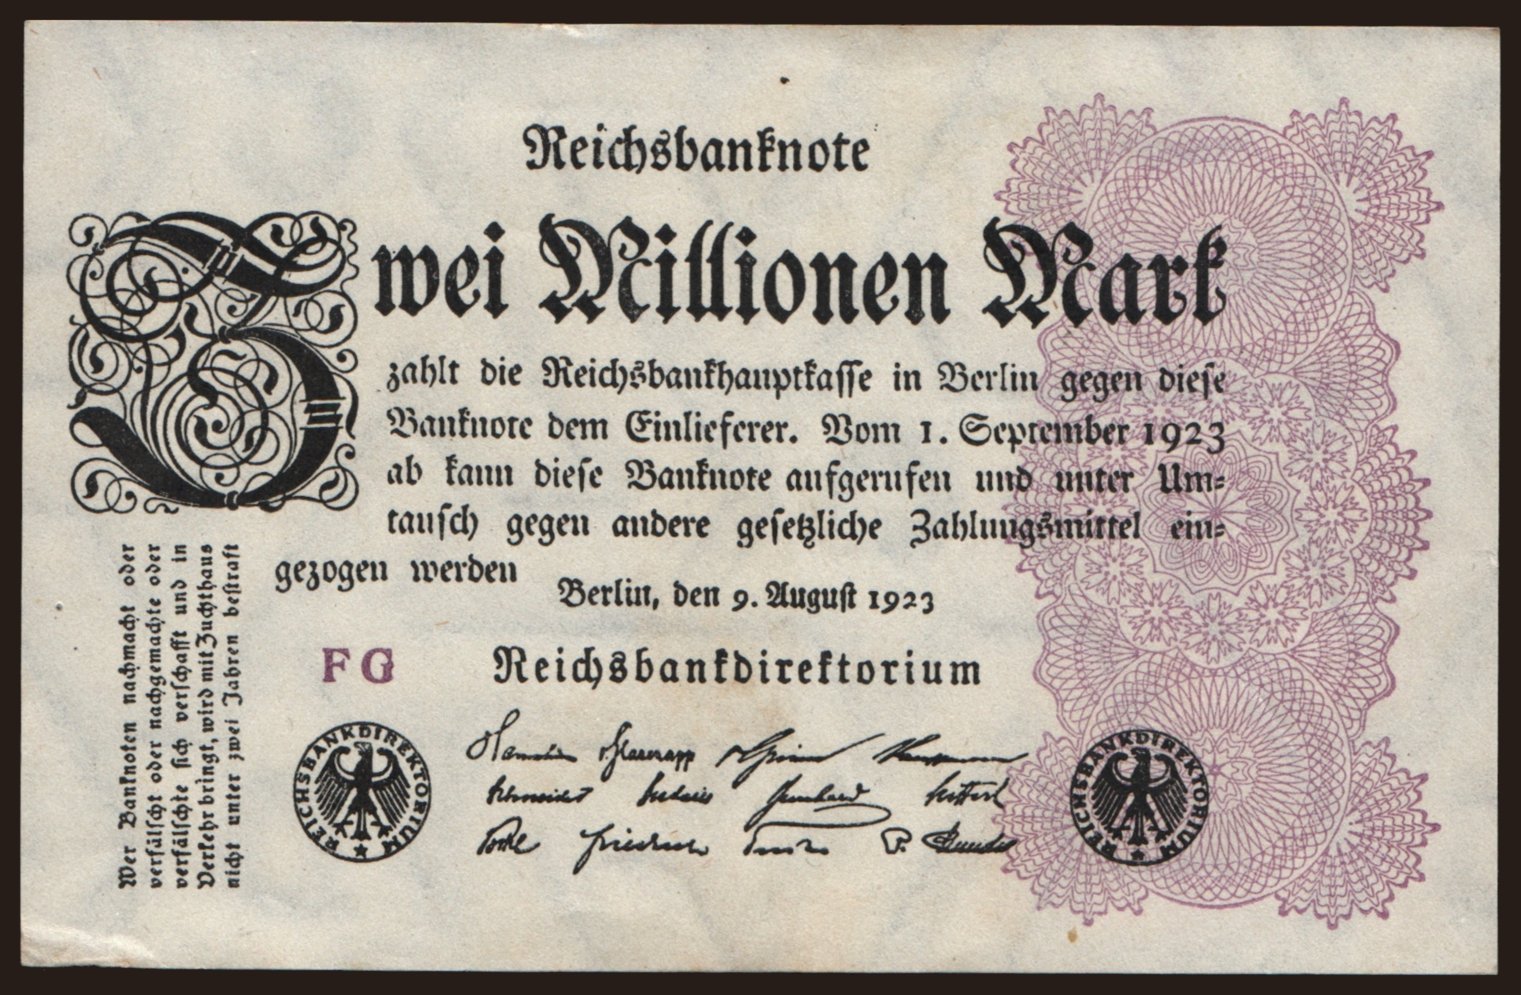 Reichsbanknote
Zwei Millionen Mark
zahlt die Reichsbankhauptkasse in Berlin gegen diese
Banknote dem Einlieferer. Vom 1. September 1923
ab kann diese Banknote aufgerufen und unter Um-
tausch gegen andere gesetzliche Zahlungsmittel ein-
gezogen werden
Berlin, den 9. August 1923
FG
Reichsbankdirektorium
Schneider
Friedrich
P.
REICHSBANKDIREKTORIUM
REICHSBANKDIREKTORIUM
Wer Banknoten nachmacht oder
verfälscht oder nachgemachte oder
verfälschte sich verschafft und in
Verkehr bringt, wird mit Zuchthaus
nicht unter zwei Jahren bestraft